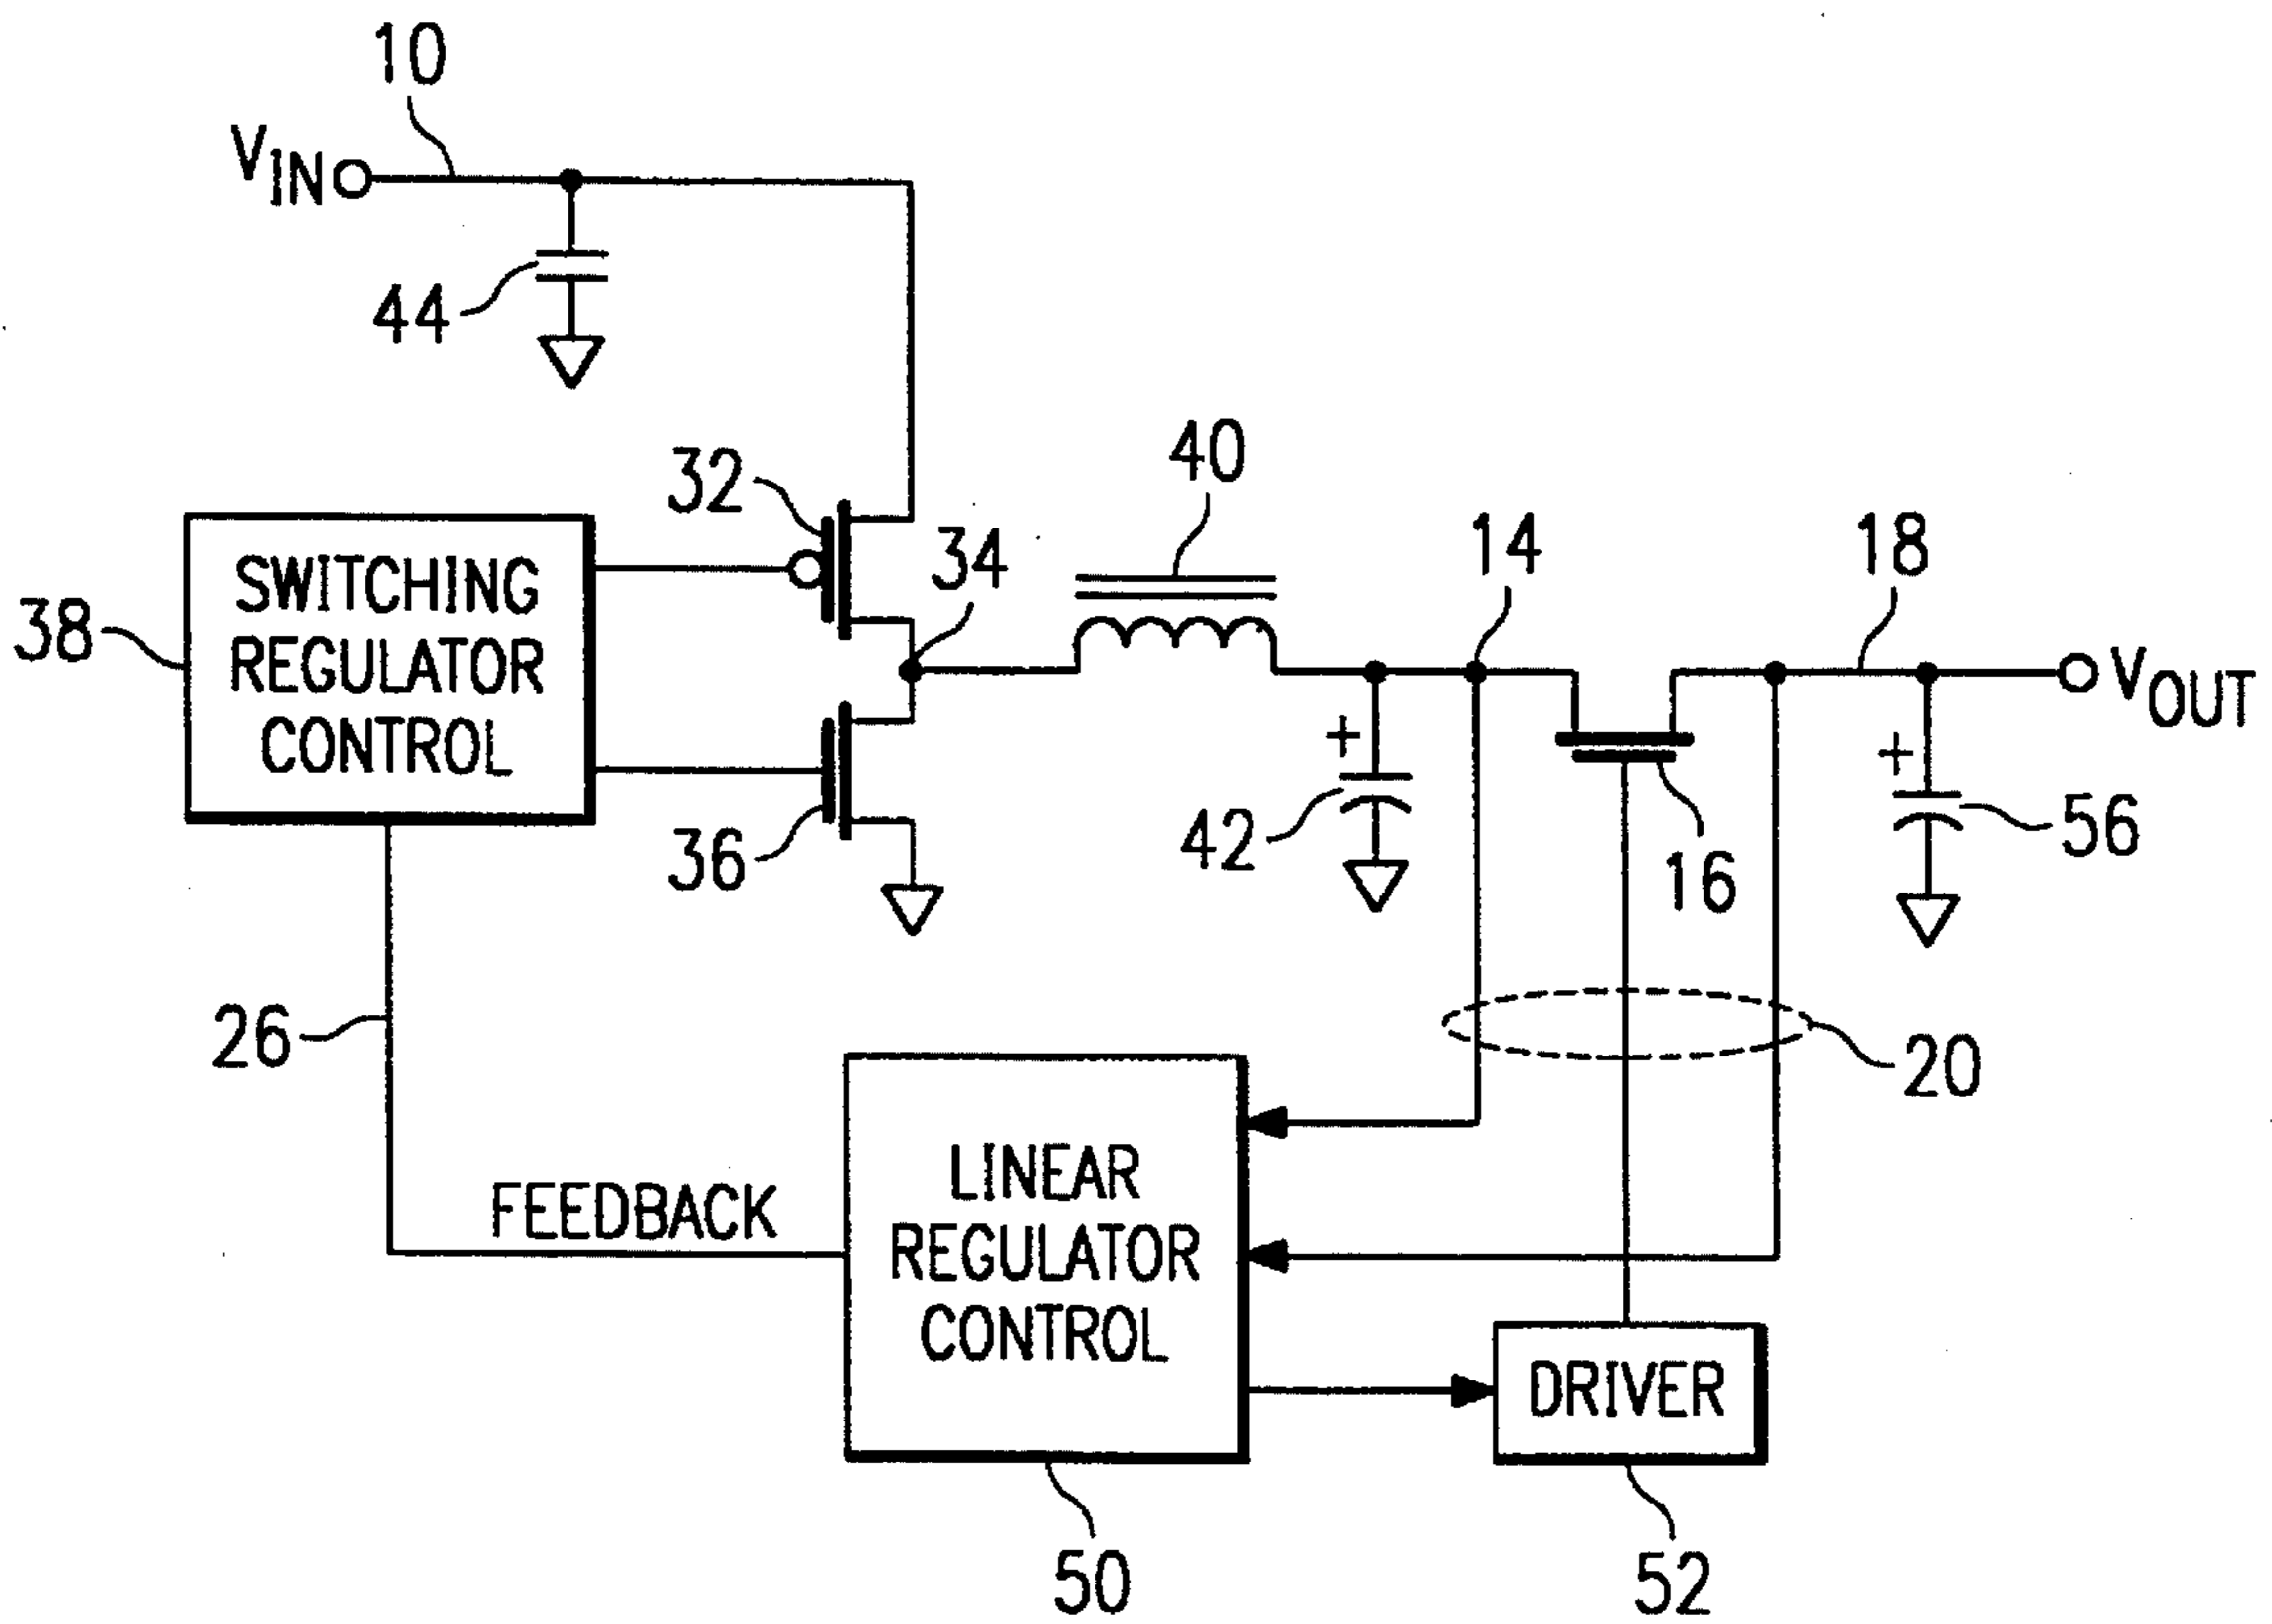 10
VIN
44
32
40
34
14
18
SWITCHING
REGULATOR
CONTROL
38
VOUT
+
+
42
56
36
16
26
20
FEEDBACK
LINEAR
REGULATOR
CONTROL
DRIVER
50
52